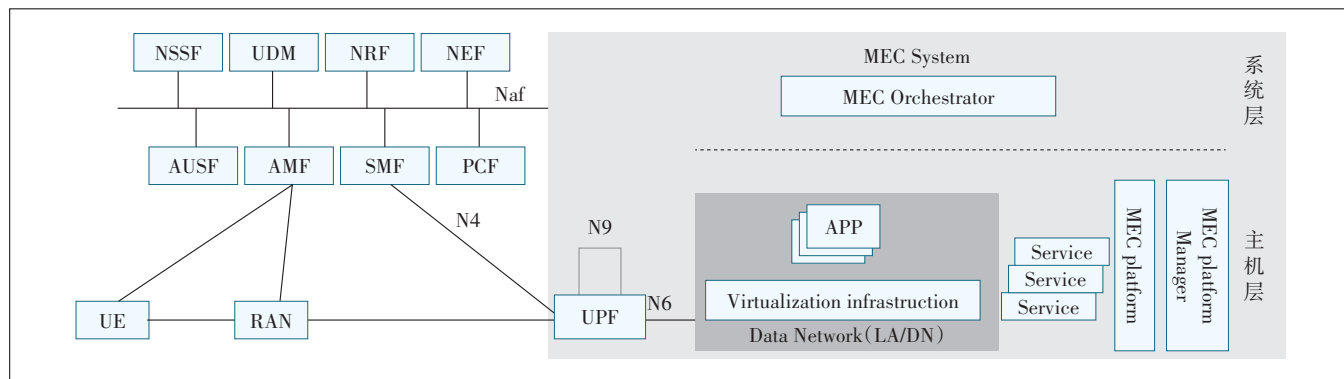 NSSF
UDM
NRF
NEF
MEC System
MEC Orchestrator
系统层
Naf
AUSF
AMF
SMF
PCF
N4
N9
APP
MEC platform
MEC platform
Manager
主机层
Service
Service
Service
UE
RAN
UPF
N6
Virtualization infrastruction
Data Network(LA/DN)